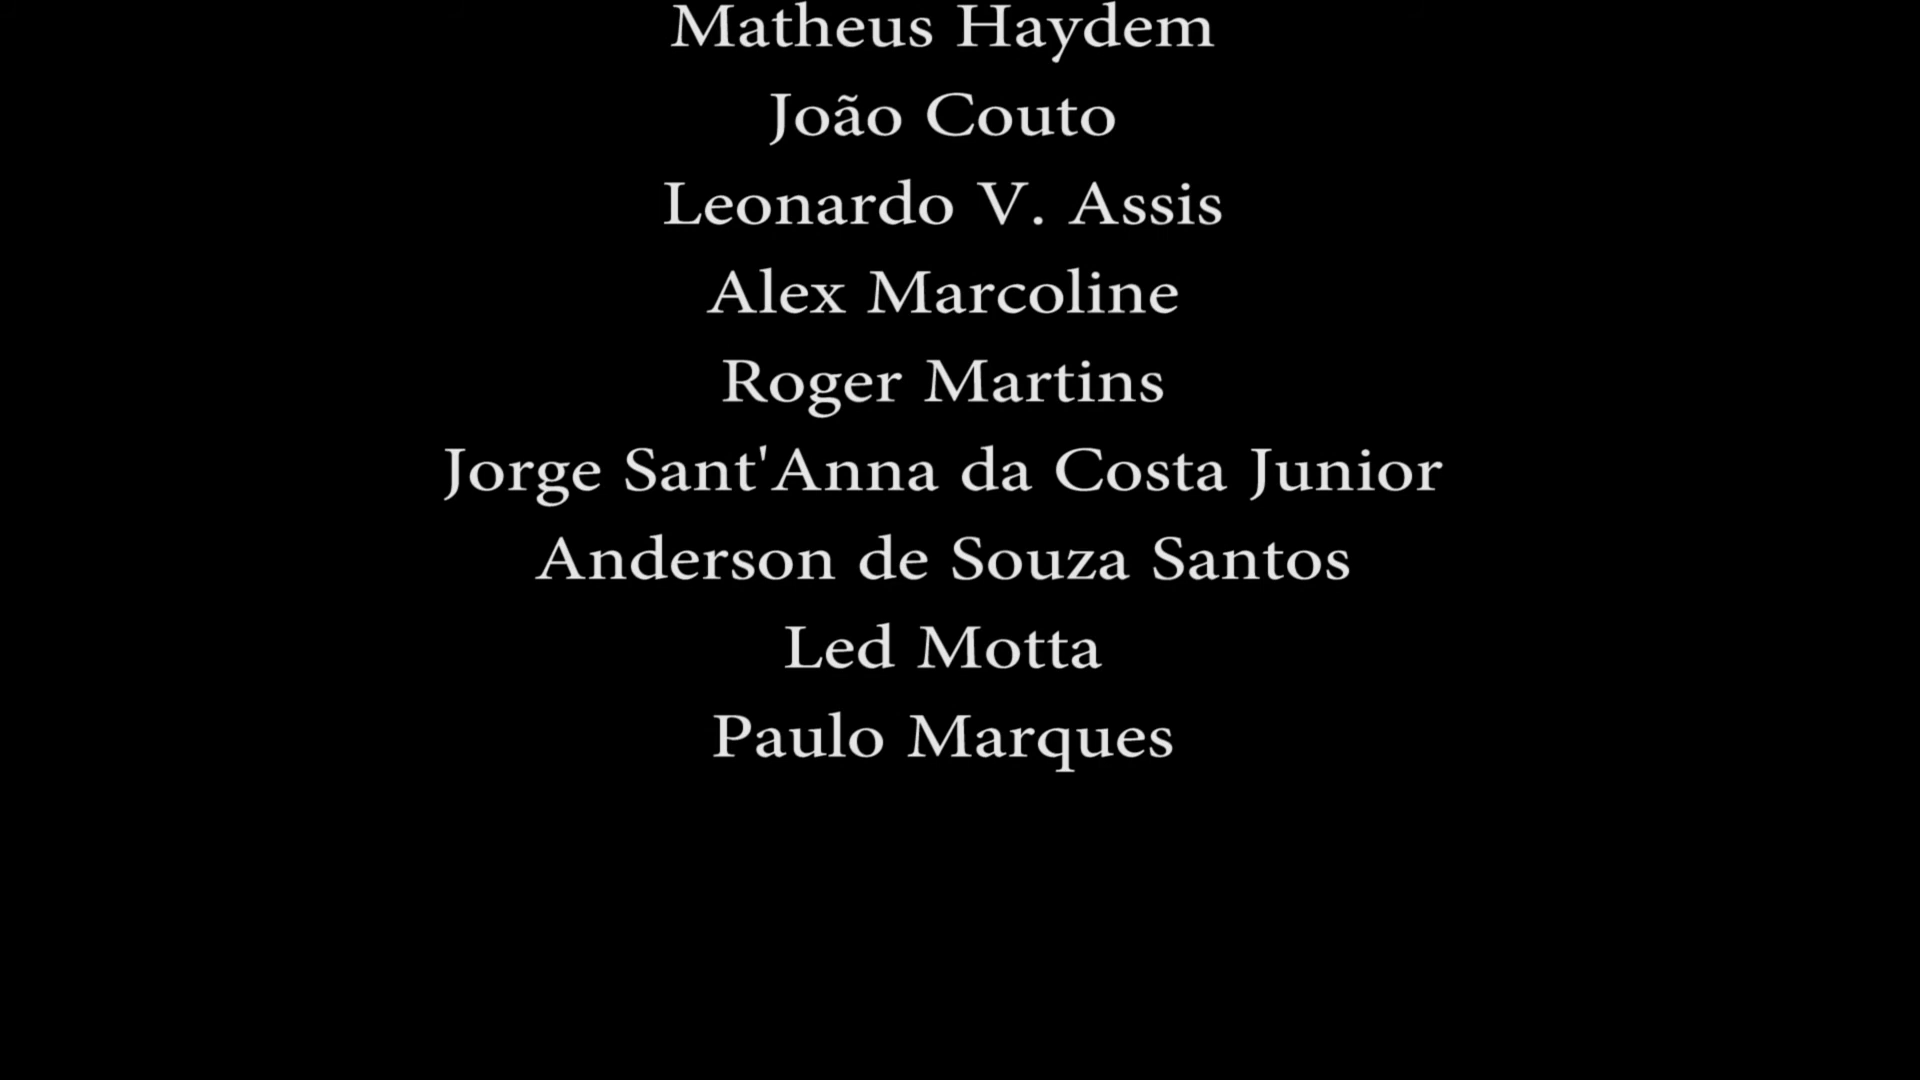 Matheus Haydem
João Couto
Leonardo V. Assis
Alex Marcoline
Roger Martins
Jorge Sant'Anna da Costa Junior
Anderson de Souza Santos
Led Motta
Paulo Marques